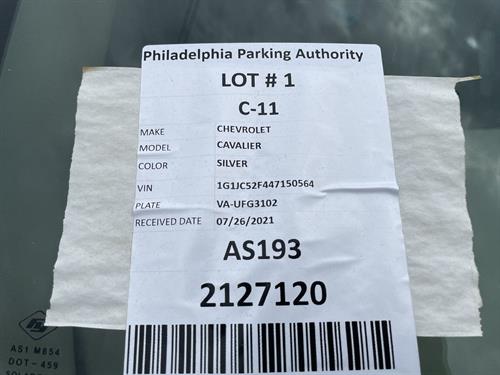 Philadelphia Parking Authority
LOT # 1
C-11
MAKE CHEVROLET
MODEL CAVALIER
COLOR SILVER
VIN 1G1JC52F447150564
PLATE VA-UFG3102
RECEIVED DATE 07/26/2021
AS193
2127120
AS1 M854
DOT-459